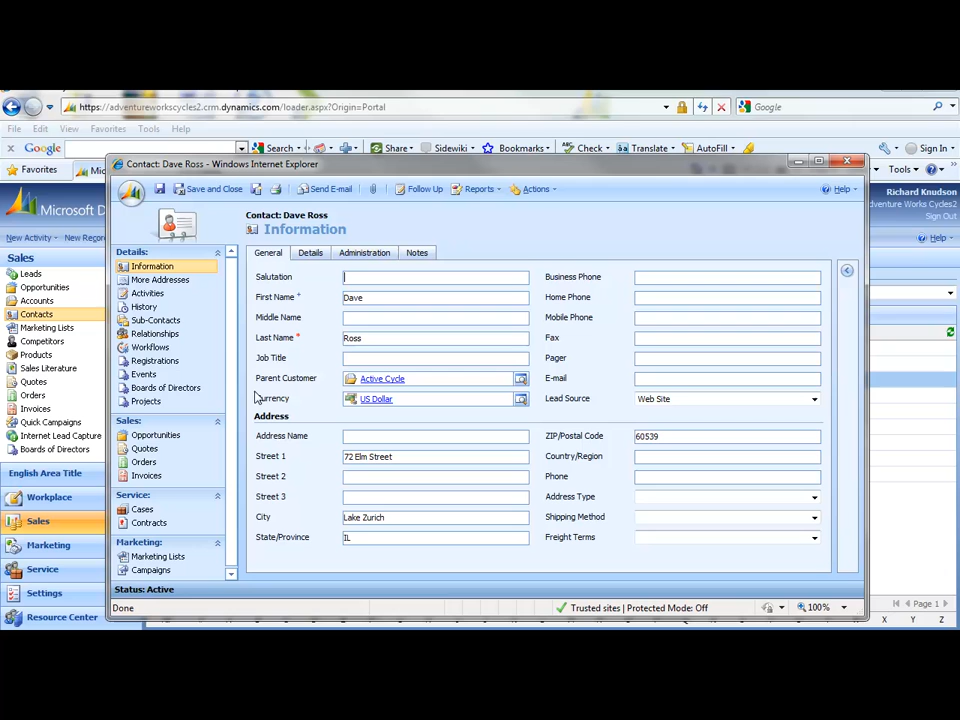 https://adventureworkscycles2.crm.dynamics.com/loader.aspx?Origin=Portal
Google
File Edit View Favorites Tools Help
Google Search Share Sidewiki Bookmarks Check Translate AutoFill Sign In
Favorites Tools
Contact: Dave Ross - Windows Internet Explorer
Microsoft D
Richard Knudson
Adventure Works Cycles2
Sign Out
New Activity New Recor
Help
Save and Close Send E-mail Follow Up Reports Actions Help
Contact: Dave Ross
Information
Sales
Leads
Opportunities
Accounts
Contacts
Marketing Lists
Competitors
Products
Sales Literature
Quotes
Orders
Invoices
Quick Campaigns
Internet Lead Capture
Boards of Directors
English Area Title
Workplace
Sales
Marketing
Service
Settings
Resource Center
Details:
Information
More Addresses
Activities
History
Sub-Contacts
Relationships
Workflows
Registrations
Events
Boards of Directors
Projects
Sales:
Opportunities
Quotes
Orders
Invoices
Service:
Cases
Contracts
Marketing:
Marketing Lists
Campaigns
General Details Administration Notes
Salutation Business Phone
First Name * Dave Home Phone
Middle Name Mobile Phone
Last Name * Ross Fax
Job Title Pager
Parent Customer Active Cycle E-mail
US Dollar Lead Source Web Site
Address
Address Name ZIP/Postal Code 60539
Street 1 72 Elm Street Country/Region
Street 2 Phone
Street 3 Address Type
City Lake Zurich Shipping Method
State/Province IL Freight Terms
Status: Active
Done Trusted sites | Protected Mode: Off 100%
Page 1
X Y Z